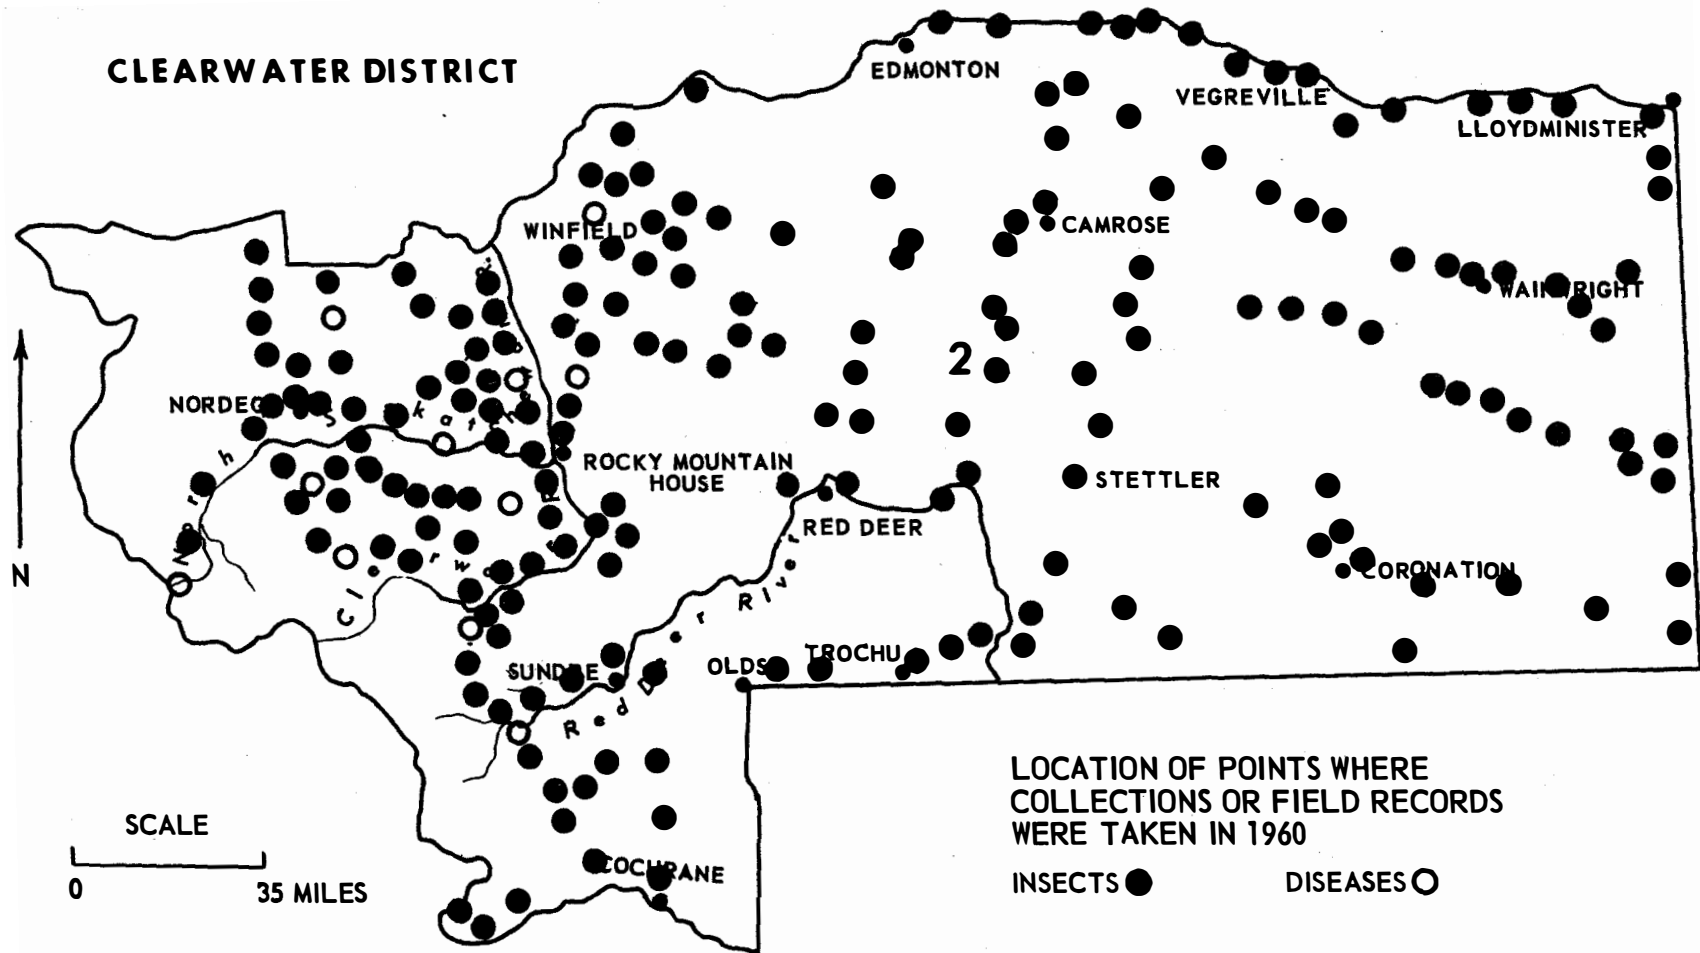 CLEARWATER DISTRICT
EDMONTON
VEGREVILLE
LLOYDMINISTER
WINFIELD
CAMROSE
WAINWRIGHT
2
NORDEG
ROCKY MOUNTAIN
HOUSE
STETTLER
RED DEER
N
CORONATION
TROCHU
OLDS
SUNDRE
Red Deer River
LOCATION OF POINTS WHERE
COLLECTIONS OR FIELD RECORDS
WERE TAKEN IN 1960
SCALE
0 35 MILES
COCHRANE
INSECTS
DISEASES